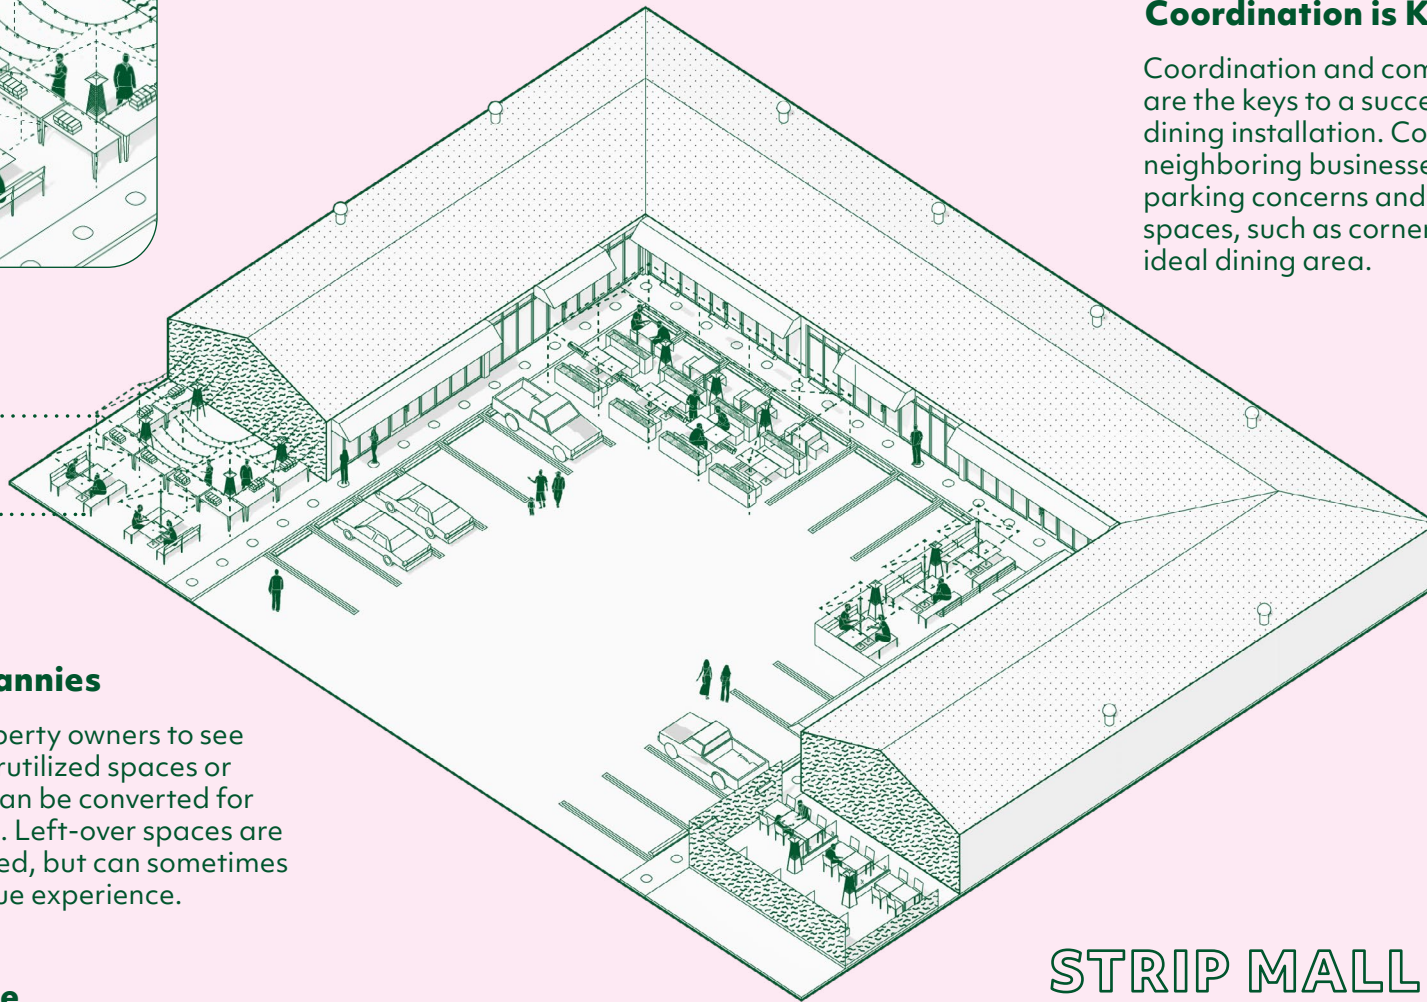 Coordination is K
Coordination and com
are the keys to a succe
dining installation. Co
neighboring businesse
parking concerns and
spaces, such as corner
ideal dining area.
annies
perty owners to see
rutilized spaces or
an be converted for
. Left-over spaces are
ed, but can sometimes
ue experience.
e
STRIP MALL